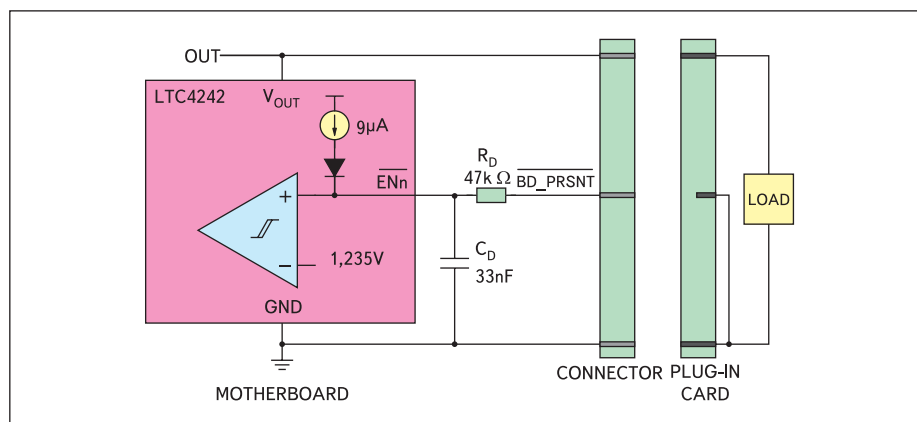 OUT
LTC4242
VOUT
9µA
ENn
RD
47k Ω
BD_PRSNT
+
−
1,235V
CD
33nF
GND
LOAD
MOTHERBOARD
CONNECTOR
PLUG-IN
CARD